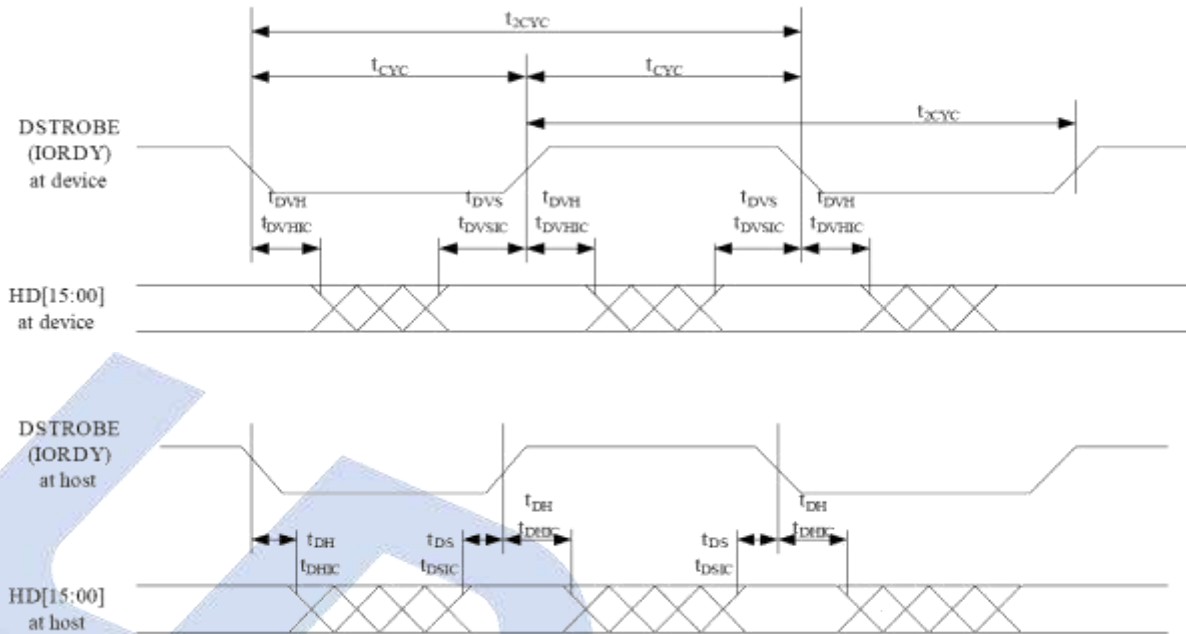 t2CYC
tCYC tCYC
t2CYC
DSTROBE
(IORDY)
at device
tDVH tDVS tDVH tDVS tDVH
tDVHIC tDVSIC tDVHIC tDVSIC tDVHIC
HD[15:00]
at device
DSTROBE
(IORDY)
at host
tDH tDH
tDHIC tDHIC
tDH tDS tDS
tDHIC tDSIC tDSIC
HD[15:00]
at host